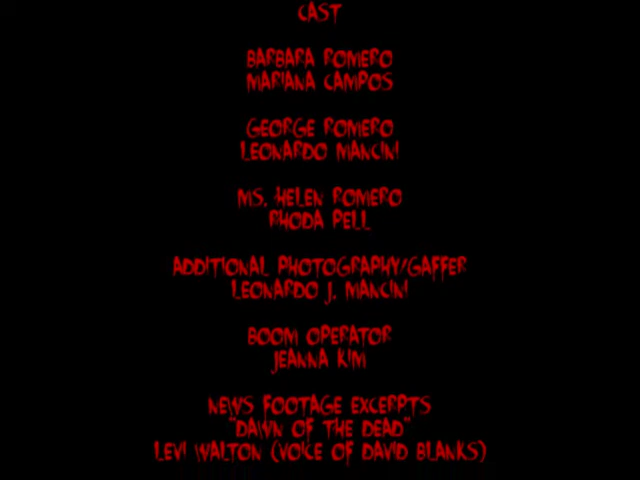 CAST
BARBARA ROMERO
MARIANA CAMPOS
GEORGE ROMERO
LEONARDO MANCINI
MS. HELEN ROMERO
RHODA PELL
ADDITIONAL PHOTOGRAPHY/GAFFER
LEONARDO J. MANCINI
BOOM OPERATOR
JEANNA KIM
NEWS FOOTAGE EXCERPTS
"DAWN OF THE DEAD"
LEVI WALTON (VOICE OF DAVID BLANKS)